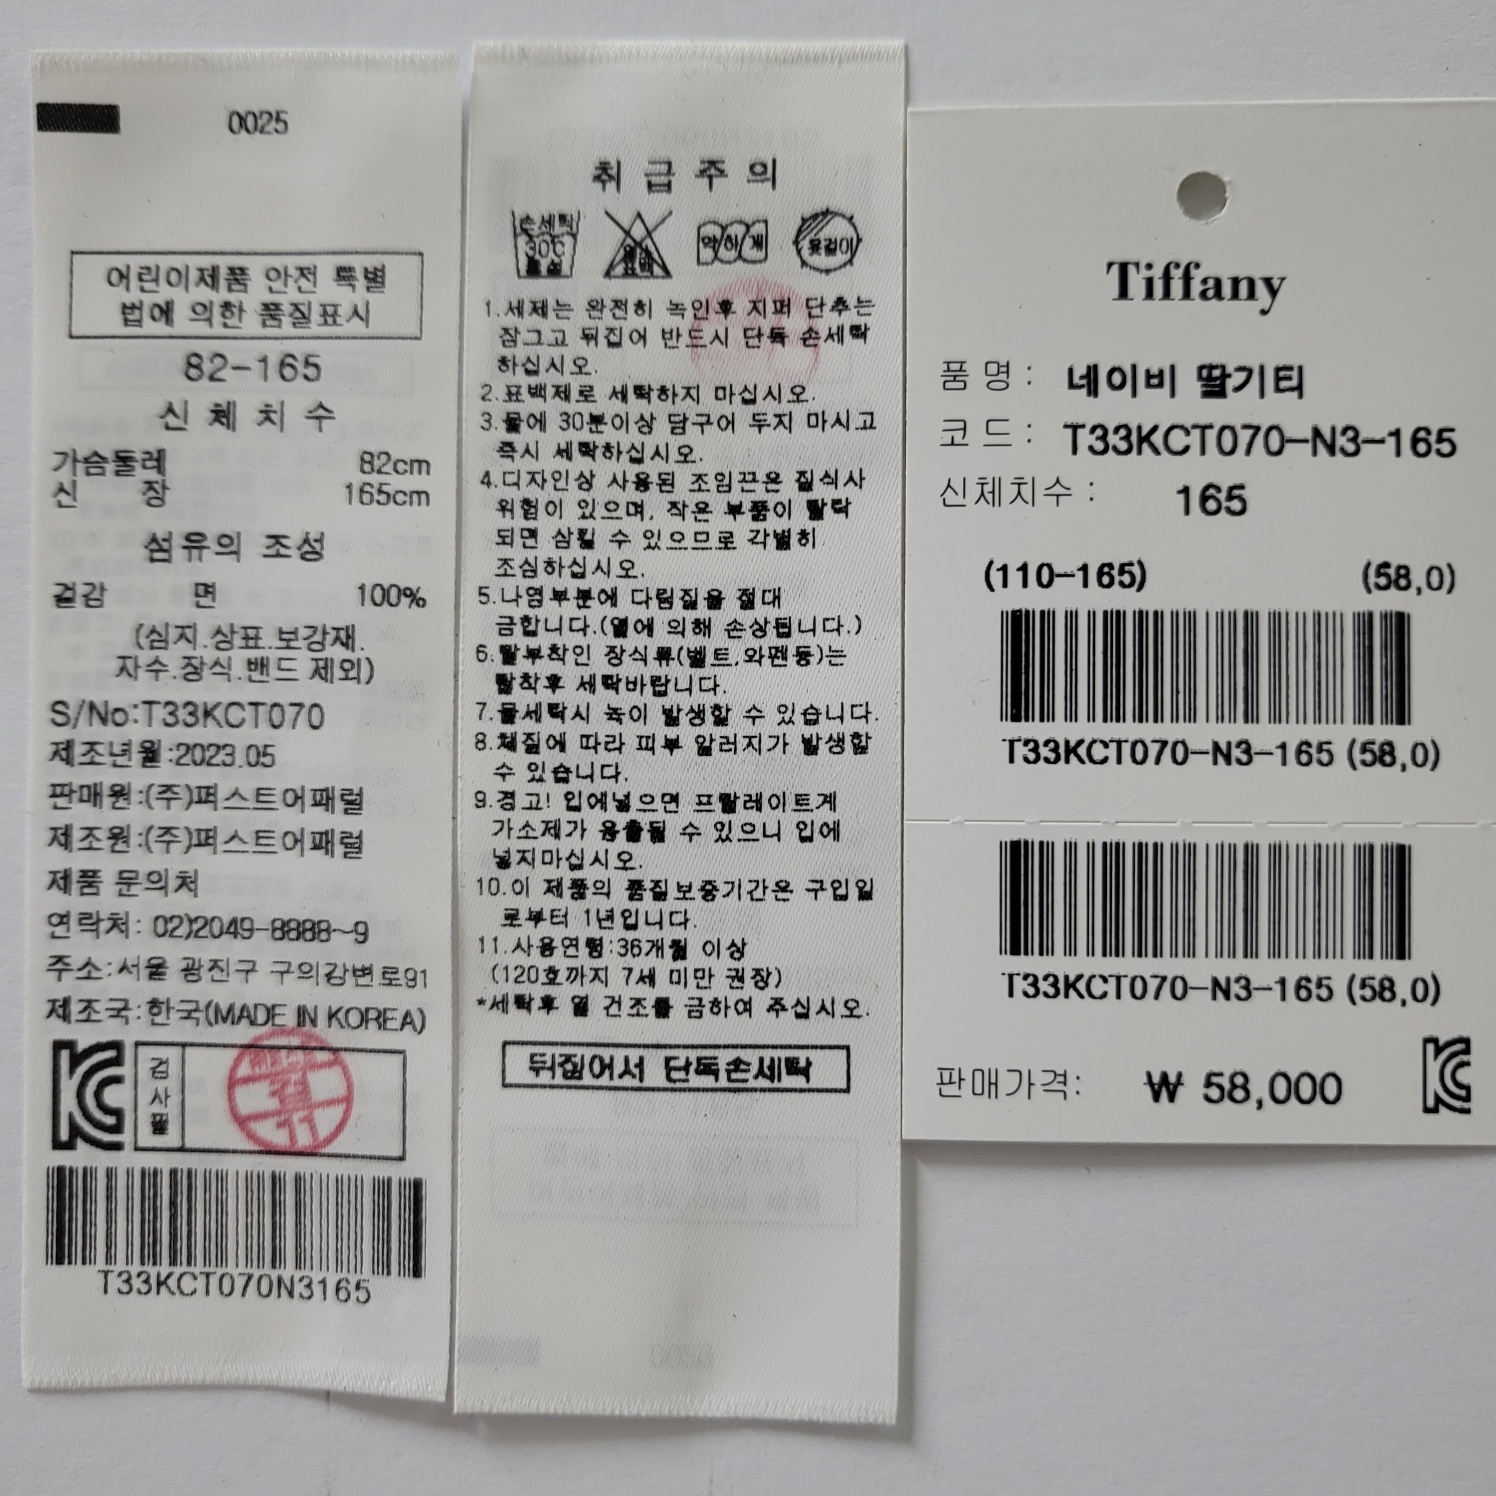 0025
어린이제품 안전 특별
법에 의한 품질표시
82-165
신 체 치 수
가슴둘레 82cm
신 장 165cm
섬유의 조성
겉감 면 100%
(심지.상표.보강재.
자수.장식.밴드 제외)
S/No:T33KCT070
제조년월:2023.05
판매원:(주)퍼스트어패럴
제조원:(주)퍼스트어패럴
제품 문의처
연락처: 02)2049-8888~9
주소:서울 광진구 구의강변로91
제조국:한국(MADE IN KOREA)
KC
검사필
11
T33KCT070N3165
취 급 주 의
손세탁
30℃
중성
염소
표백
약하게
옷걸이
1.세제는 완전히 녹인후 지퍼 단추는
잠그고 뒤집어 반드시 단독 손세탁
하십시오.
2.표백제로 세탁하지 마십시오.
3.물에 30분이상 담구어 두지 마시고
즉시 세탁하십시오.
4.디자인상 사용된 조임끈은 질식사
위험이 있으며, 작은 부품이 탈락
되면 삼킬 수 있으므로 각별히
조심하십시오.
5.나염부분에 다림질을 절대
금합니다.(열에 의해 손상됩니다.)
6.탈부착인 장식류(벨트,와펜등)는
탈착후 세탁바랍니다.
7.물세탁시 녹이 발생할 수 있습니다.
8.체질에 따라 피부 알러지가 발생할
수 있습니다.
9.경고! 입에넣으면 프탈레이트계
가소제가 용출될 수 있으니 입에
넣지마십시오.
10.이 제품의 품질보증기간은 구입일
로부터 1년입니다.
11.사용연령:36개월 이상
(120호까지 7세 미만 권장)
*세탁후 열 건조를 금하여 주십시오.
뒤집어서 단독손세탁
Tiffany
품 명 : 네이비 딸기티
코 드 : T33KCT070-N3-165
신체치수 : 165
(110-165) (58,0)
T33KCT070-N3-165 (58,0)
T33KCT070-N3-165 (58,0)
판매가격: ₩ 58,000
KC